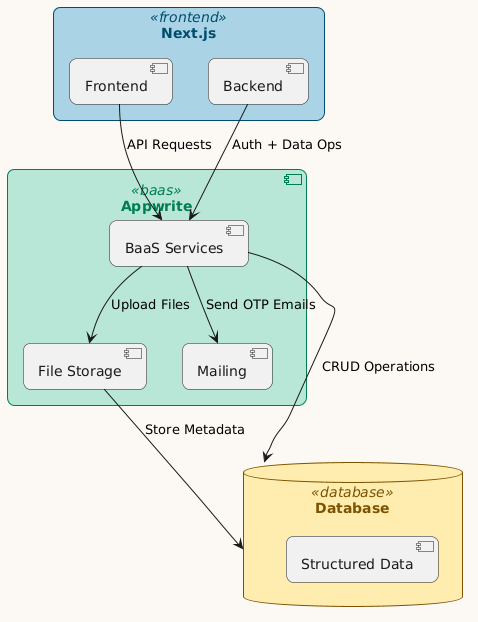 «frontend»
Next.js
Frontend
Backend
API Requests
Auth + Data Ops
«baas»
Appwrite
BaaS Services
Upload Files
Send OTP Emails
File Storage
Mailing
CRUD Operations
Store Metadata
«database»
Database
Structured Data